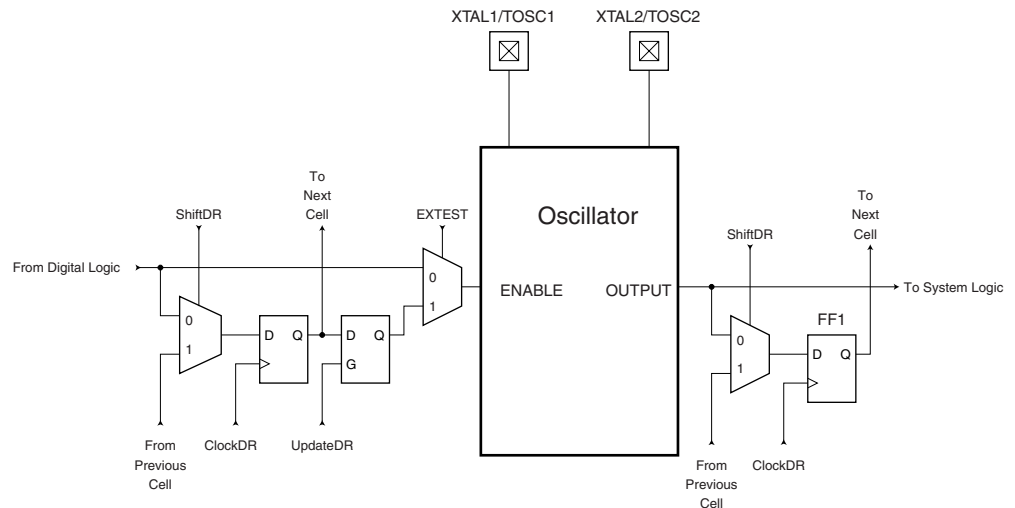 XTAL1/TOSC1
XTAL2/TOSC2
To
Next
Cell
ShiftDR
EXTEST
From Digital Logic
0
1
D Q
D Q
G
0
1
From
Previous
Cell
ClockDR
UpdateDR
Oscillator
ENABLE
OUTPUT
To
Next
Cell
ShiftDR
To System Logic
FF1
0
1
D Q
From
Previous
Cell
ClockDR